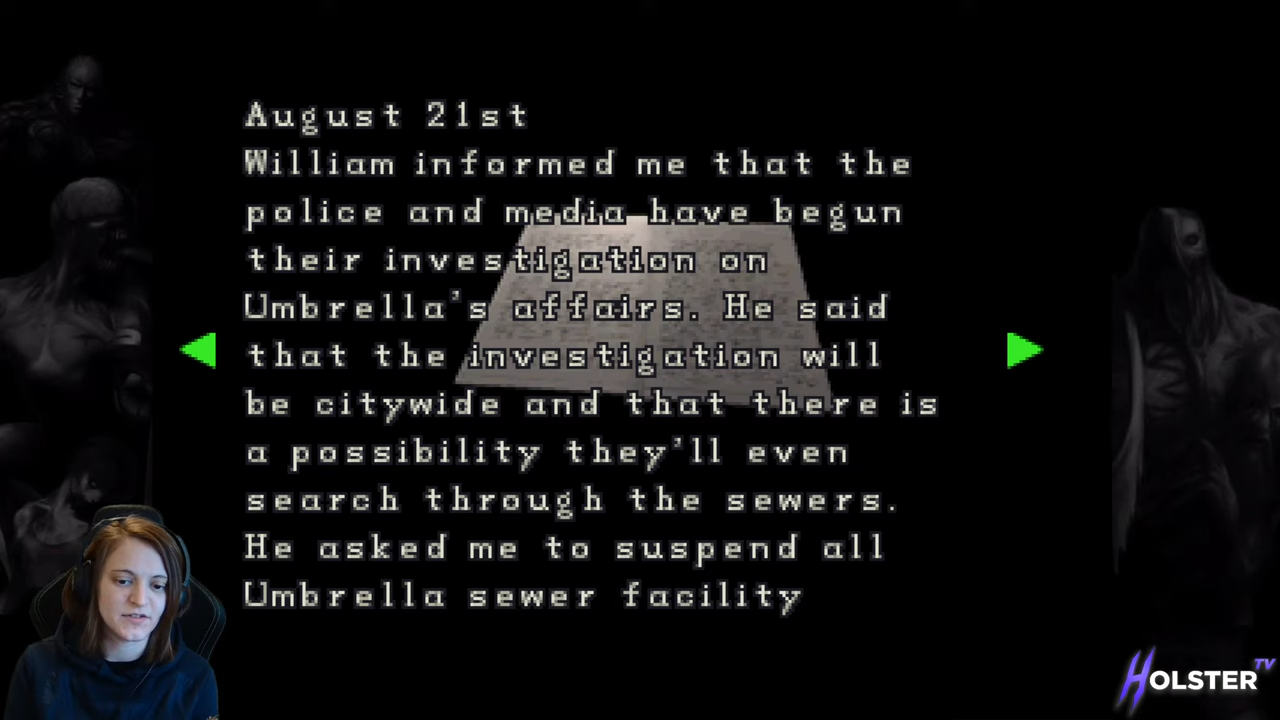 August 21st
William informed me that the
police and media have begun
their investigation on
Umbrella's affairs. He said
that the investigation will
be citywide and that there is
a possibility they'll even
search through the sewers.
He asked me to suspend all
Umbrella sewer facility
HOLSTER TV